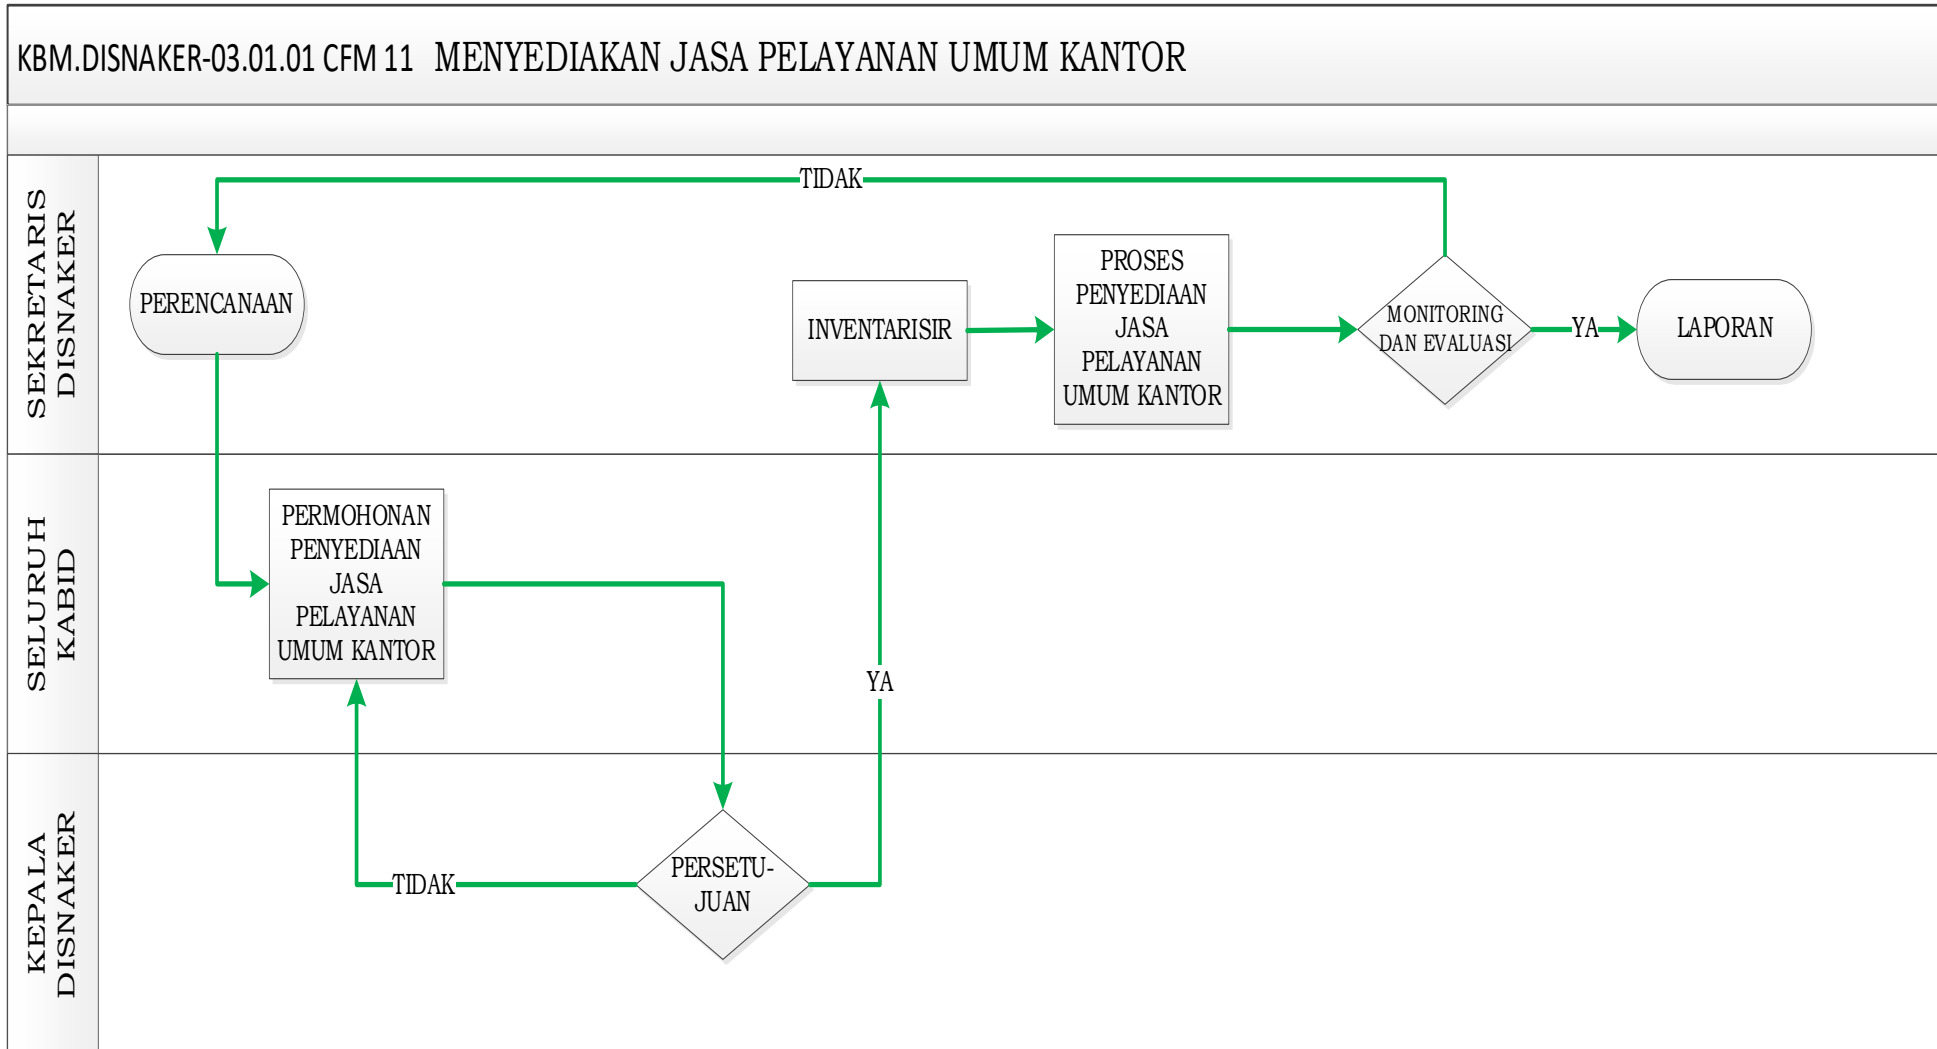 KBM.DISNAKER-03.01.01 CFM 11 MENYEDIAKAN JASA PELAYANAN UMUM KANTOR
SEKRETARIS
DISNAKER
TIDAK
PERENCANAAN
INVENTARISIR
PROSES
PENYEDIAAN
JASA
PELAYANAN
UMUM KANTOR
MONITORING
DAN EVALUASI
YA
LAPORAN
SELURUH
KABID
PERMOHONAN
PENYEDIAAN
JASA
PELAYANAN
UMUM KANTOR
YA
KEPALA
DISNAKER
TIDAK
PERSETU-
JUAN